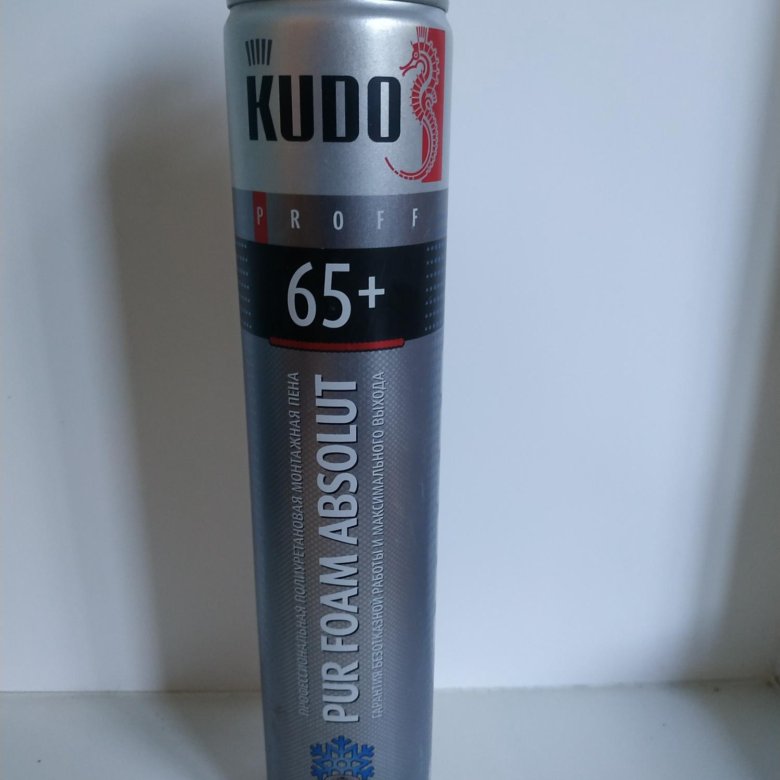 KUDO
PROFF
65+
ПРОФЕССИОНАЛЬНАЯ ПОЛИУРЕТАНОВАЯ МОНТАЖНАЯ ПЕНА
PUR FOAM ABSOLUT
ГАРАНТИЯ БЕЗОТКАЗНОЙ РАБОТЫ И МАКСИМАЛЬНОГО ВЫХОДА